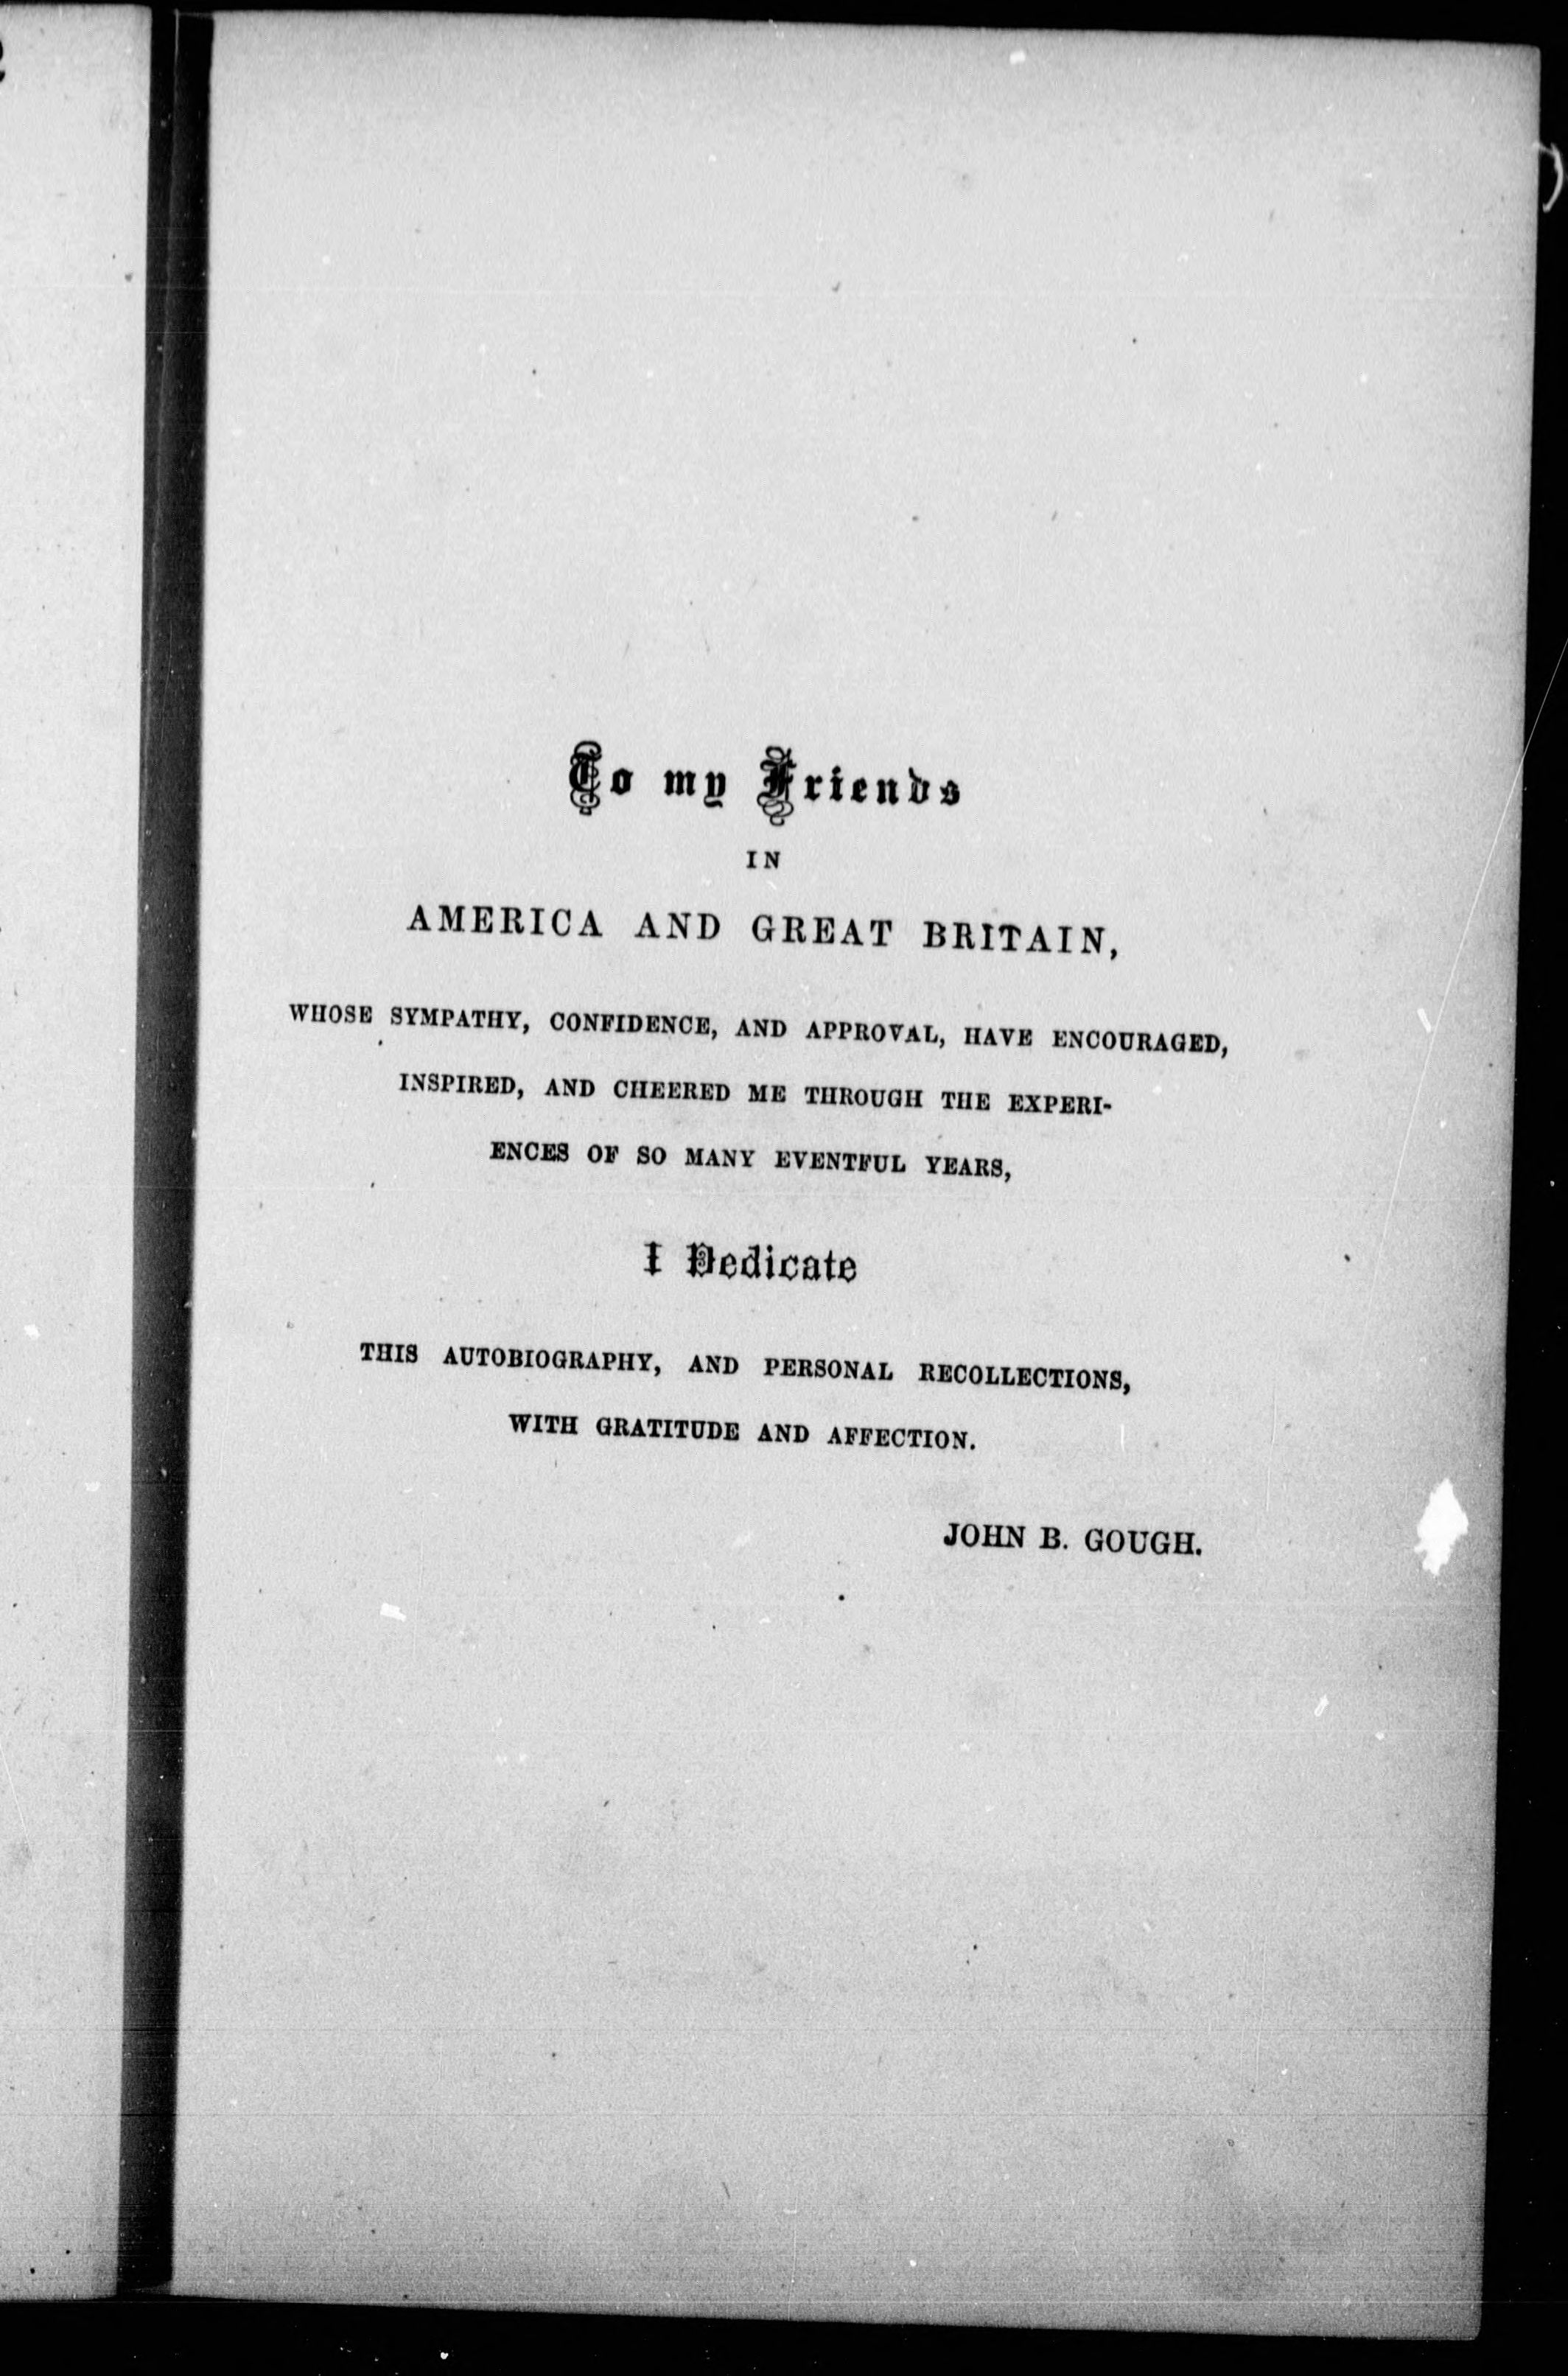 To my Friends
IN
AMERICA AND GREAT BRITAIN,
WHOSE SYMPATHY, CONFIDENCE, AND APPROVAL, HAVE ENCOURAGED,
INSPIRED, AND CHEERED ME THROUGH THE EXPERI-
ENCES OF SO MANY EVENTFUL YEARS,
I Dedicate
THIS AUTOBIOGRAPHY, AND PERSONAL RECOLLECTIONS,
WITH GRATITUDE AND AFFECTION.
JOHN B. GOUGH.